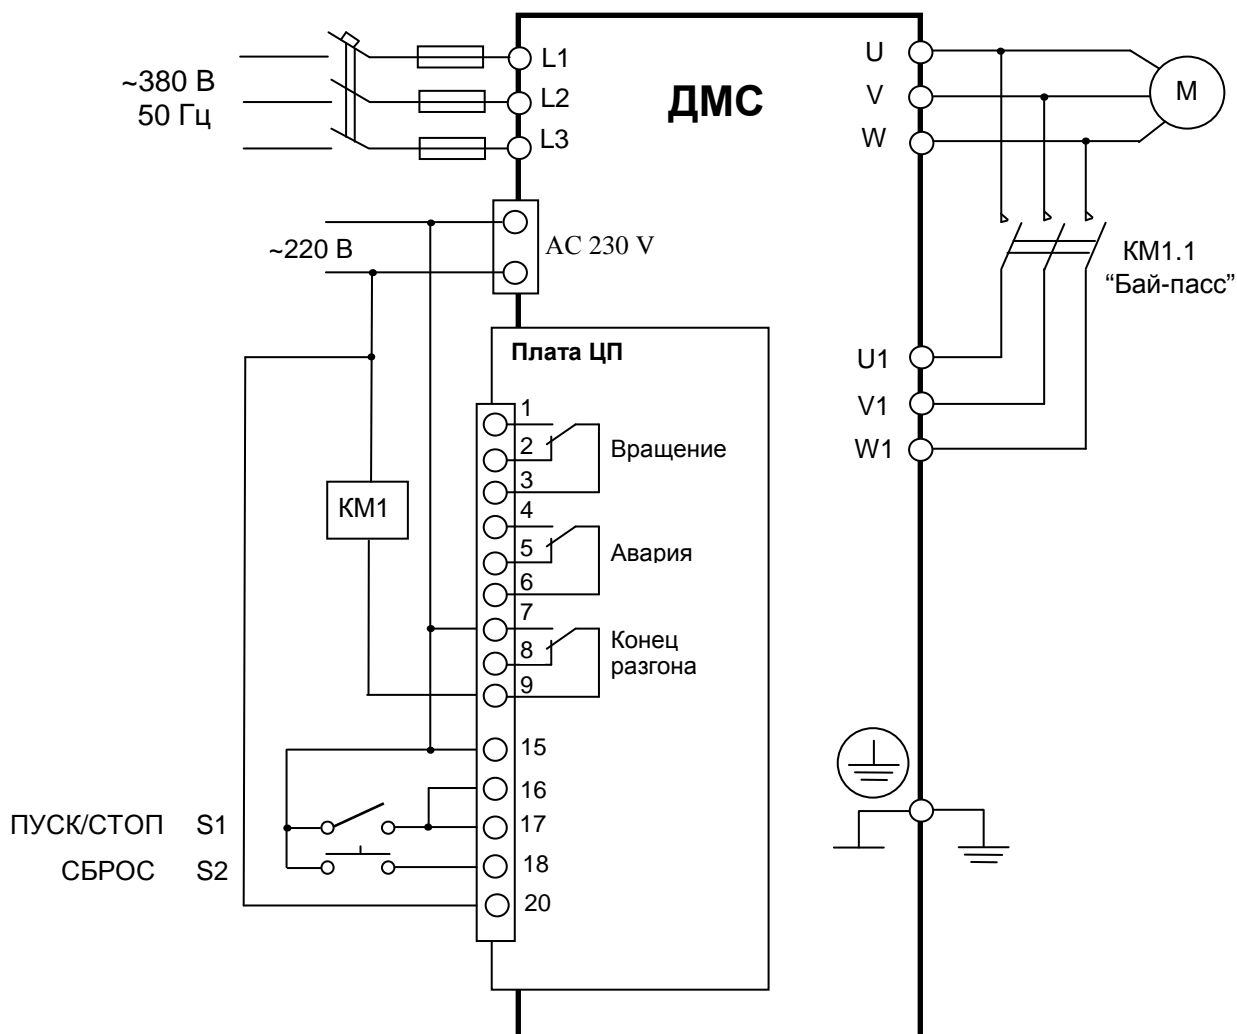 ~380 В
50 Гц
L1
L2
L3
ДМС
U
V
W
М
~220 В
AC 230 V
КМ1.1
“Бай-пасс”
Плата ЦП
U1
V1
W1
1
2
3
Вращение
КМ1
4
5
6
Авария
7
8
9
Конец
разгона
15
16
ПУСК/СТОП S1
17
СБРОС S2
18
20